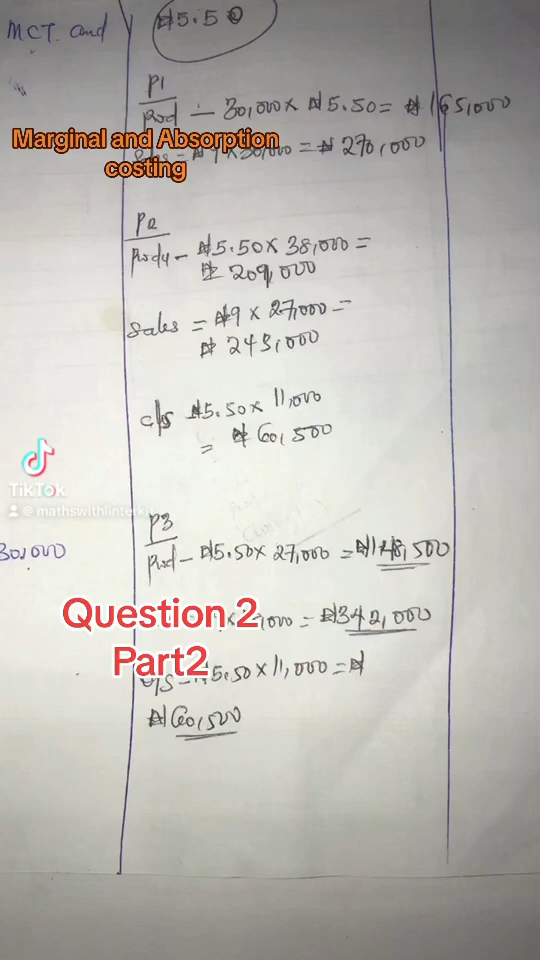 MCT. and
₦5.50
P1
Prod - 30,000 x ₦5.50 = ₦165,000
Marginal and Absorption
costing
= ₦270,000
P2
Prody - ₦5.50 x 38,000 =
₦ 209,000
Sales = ₦9 x 27,000 =
₦ 243,000
c/s ₦5.50 x 11,000
= ₦60,500
TikTok
@ mathswithlinterkit
P3
30,000
Prod - ₦5.50 x 27,000 = ₦148,500
Question 2
= ₦342,000
Part2
5.50 x 11,000 = ₦
₦60,500